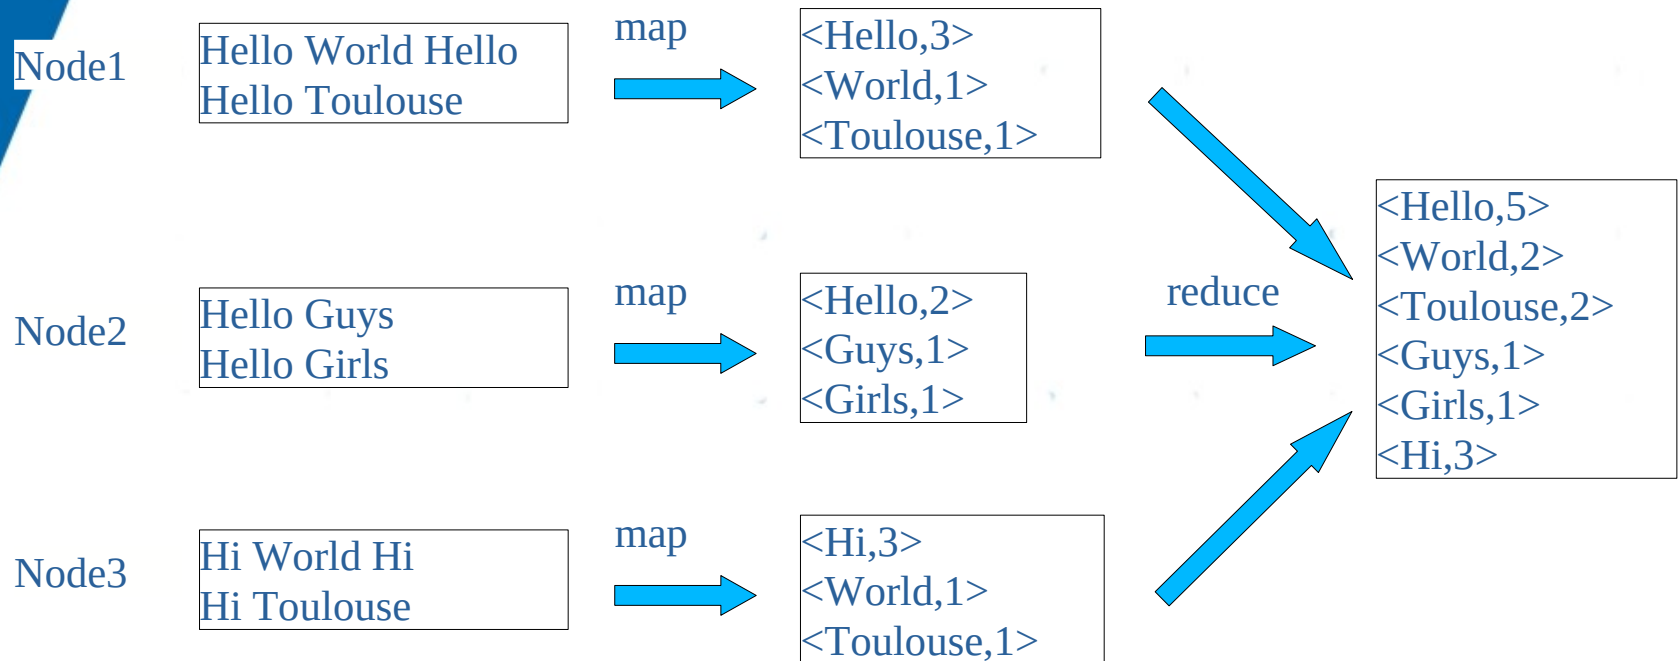 Node1
Hello World Hello
Hello Toulouse
map
<Hello,3>
<World,1>
<Toulouse,1>
Node2
Hello Guys
Hello Girls
map
<Hello,2>
<Guys,1>
<Girls,1>
reduce
Node3
Hi World Hi
Hi Toulouse
map
<Hi,3>
<World,1>
<Toulouse,1>
<Hello,5>
<World,2>
<Toulouse,2>
<Guys,1>
<Girls,1>
<Hi,3>